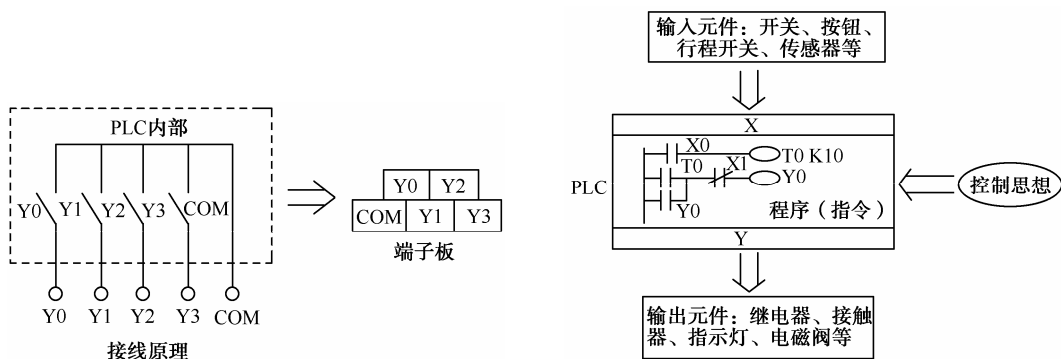 PLC内部
Y0 Y1 Y2 Y3 COM
Y0 Y1 Y2 Y3 COM
接线原理
Y0 Y2
COM Y1 Y3
端子板
输入元件：开关、按钮、
行程开关、传感器等
X
X0
T0 K10
T0 X1
Y0
Y0
程序（指令）
PLC
Y
控制思想
输出元件：继电器、接触
器、指示灯、电磁阀等